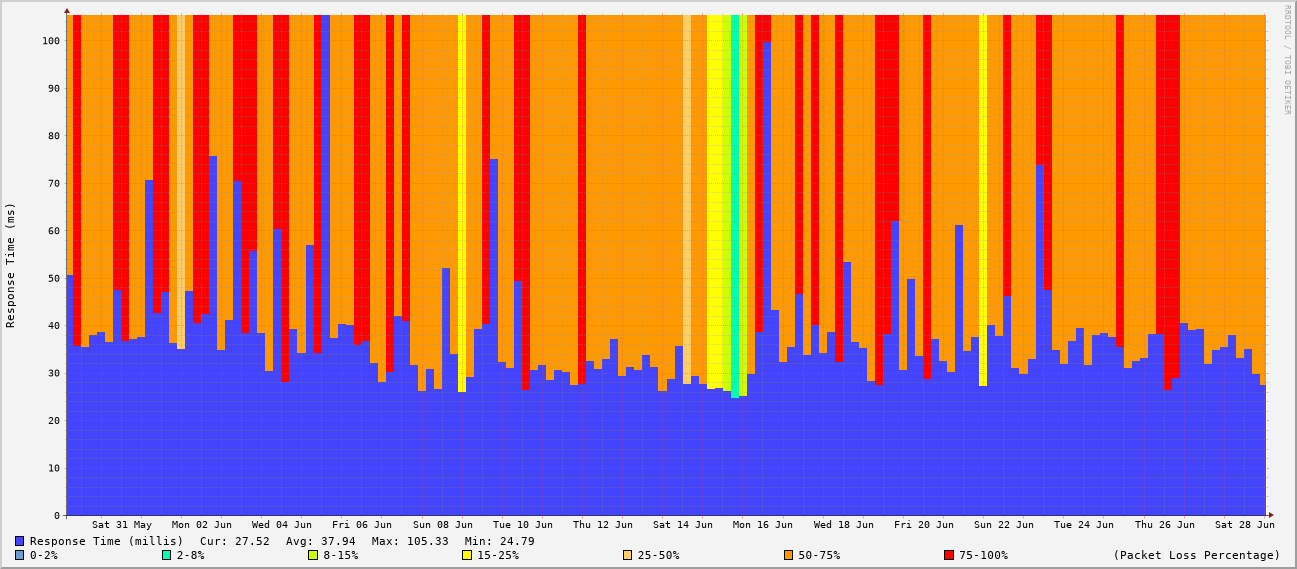 RRDTOOL / TOBI OETIKER
Response Time (ms)
100
90
80
70
60
50
40
30
20
10
0
Sat 31 May Mon 02 Jun Wed 04 Jun Fri 06 Jun Sun 08 Jun Tue 10 Jun Thu 12 Jun Sat 14 Jun Mon 16 Jun Wed 18 Jun Fri 20 Jun Sun 22 Jun Tue 24 Jun Thu 26 Jun Sat 28 Jun
Response Time (millis) Cur: 27.52 Avg: 37.94 Max: 105.33 Min: 24.79
0-2% 2-8% 8-15% 15-25% 25-50% 50-75% 75-100% (Packet Loss Percentage)